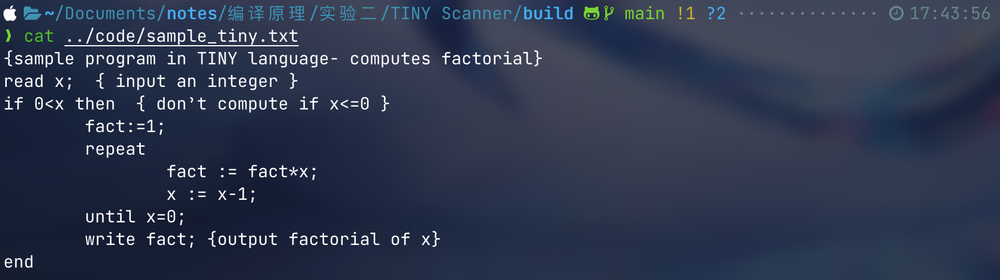 ~/Documents/notes/编译原理/实验二/TINY Scanner/build main !1 ?2 ·············· 17:43:56
❯ cat ../code/sample_tiny.txt
{sample program in TINY language- computes factorial}
read x;  { input an integer }
if 0<x then  { don’t compute if x<=0 }
        fact:=1;
        repeat
                fact := fact*x;
                x := x-1;
        until x=0;
        write fact; {output factorial of x}
end